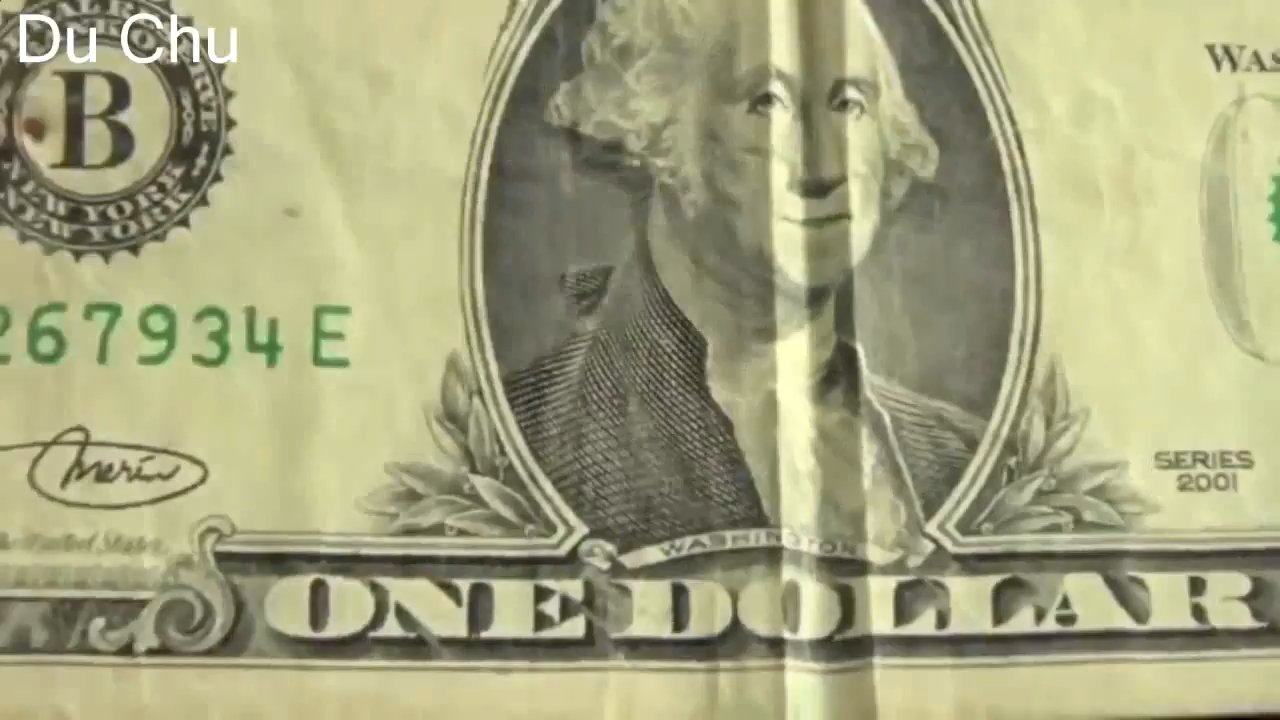 Du Chu
WAS
B
NEW YORK
NEW YORK
267934 E
SERIES
2001
WASHINGTON
ONE DOLLAR